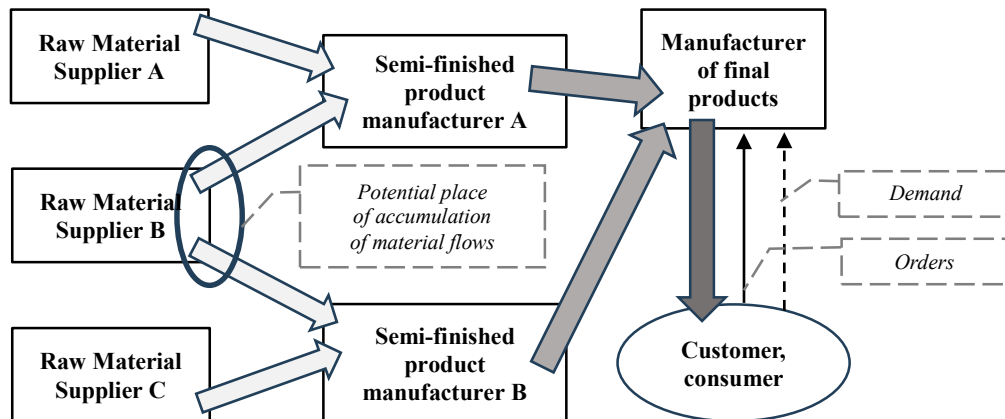 Raw Material
Supplier A
Semi-finished
product
manufacturer A
Manufacturer
of final
products
Raw Material
Supplier B
Potential place
of accumulation
of material flows
Demand
Orders
Raw Material
Supplier C
Semi-finished
product
manufacturer B
Customer,
consumer